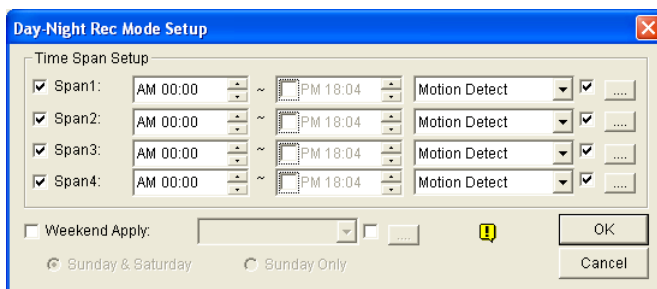 Day-Night Rec Mode Setup
Time Span Setup
Span1: AM 00:00 ~ PM 18:04 Motion Detect ....
Span2: AM 00:00 ~ PM 18:04 Motion Detect ....
Span3: AM 00:00 ~ PM 18:04 Motion Detect ....
Span4: AM 00:00 ~ PM 18:04 Motion Detect ....
Weekend Apply: .... ! OK
Sunday & Saturday Sunday Only Cancel